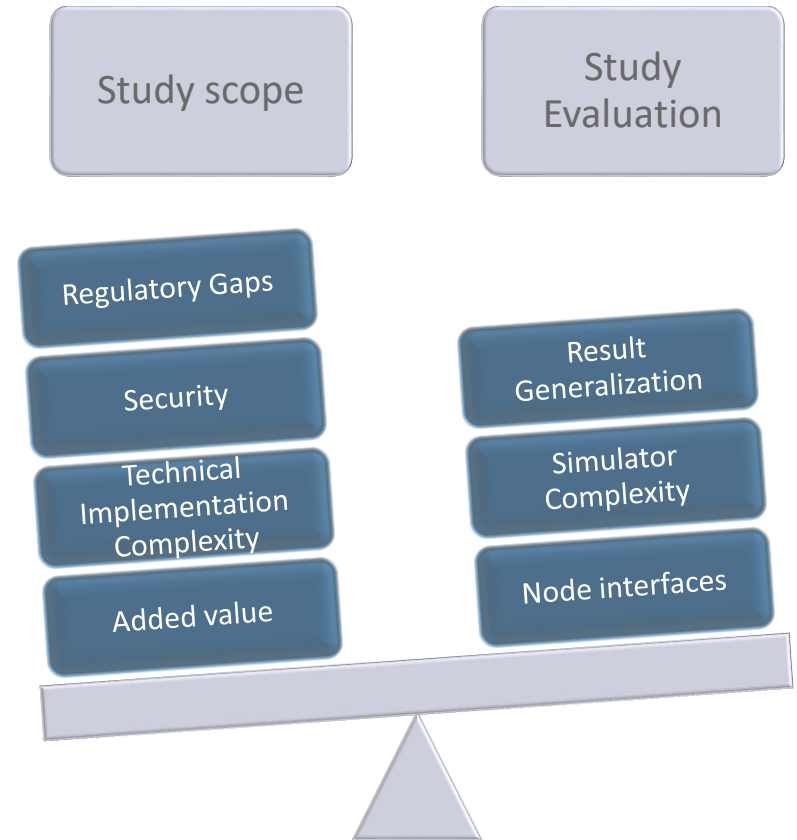 Study scope
Study
Evaluation
Regulatory Gaps
Security
Technical
Implementation
Complexity
Added value
Result
Generalization
Simulator
Complexity
Node interfaces